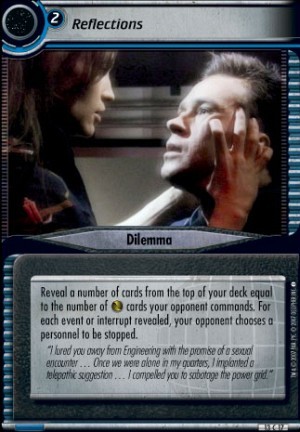 2
Reflections
Dilemma
Reveal a number of cards from the top of your deck equal
to the number of cards your opponent commands. For
each event or interrupt revealed, your opponent chooses a
personnel to be stopped.
"I lured you away from Engineering with the promise of a sexual
encounter ... Once we were alone in my quarters, I implanted a
telepathic suggestion ... I compelled you to sabotage the power grid."